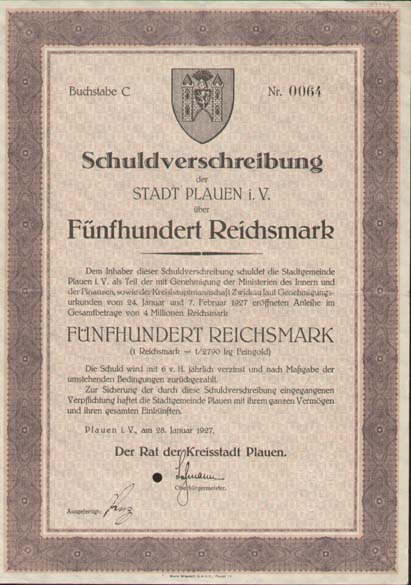 Buchstabe C
Nr. 0064
Schuldverschreibung
der
STADT PLAUEN i. V.
über
Fünfhundert Reichsmark
Dem Inhaber dieser Schuldverschreibung schuldet die Stadtgemeinde
Plauen i. V. als Teil der mit Genehmigung der Ministerien des Innern und
der Finanzen, sowie der Kreishauptmannschaft Zwickau laut Genehmigungs-
urkunden vom 24. Januar und 7. Februar 1927 eröffneten Anleihe im
Gesamtbetrage von 4 Millionen Reichsmark
FÜNFHUNDERT REICHSMARK
(1 Reichsmark = 1/2790 kg Feingold)
Die Schuld wird mit 6 v. H. jährlich verzinst und nach Maßgabe der
umstehenden Bedingungen zurückgezahlt.
Zur Sicherung der durch diese Schuldverschreibung eingegangenen
Verpflichtung haftet die Stadtgemeinde Plauen mit ihrem ganzen Vermögen
und ihren gesamten Einkünften.
Plauen i. V., am 28. Januar 1927.
Der Rat der Kreisstadt Plauen.
Oberbürgermeister.
Ausgefertigt: